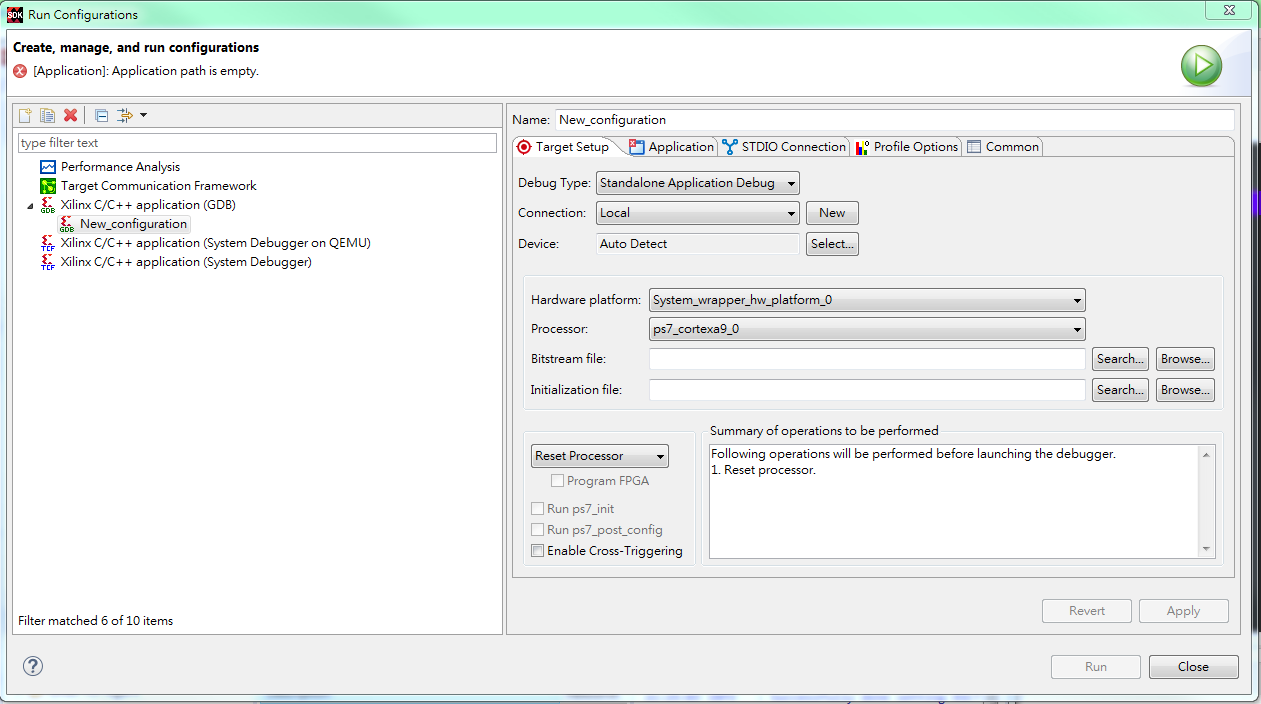 SDK Run Configurations
Create, manage, and run configurations
[Application]: Application path is empty.
type filter text
Performance Analysis
Target Communication Framework
GDB Xilinx C/C++ application (GDB)
GDB New_configuration
TCF Xilinx C/C++ application (System Debugger on QEMU)
TCF Xilinx C/C++ application (System Debugger)
Filter matched 6 of 10 items
Name: New_configuration
Target Setup Application STDIO Connection Profile Options Common
Debug Type: Standalone Application Debug
Connection: Local New
Device: Auto Detect Select...
Hardware platform: System_wrapper_hw_platform_0
Processor: ps7_cortexa9_0
Bitstream file: Search... Browse...
Initialization file: Search... Browse...
Reset Processor
Program FPGA
Run ps7_init
Run ps7_post_config
Enable Cross-Triggering
Summary of operations to be performed
Following operations will be performed before launching the debugger.
1. Reset processor.
Revert Apply
? Run Close